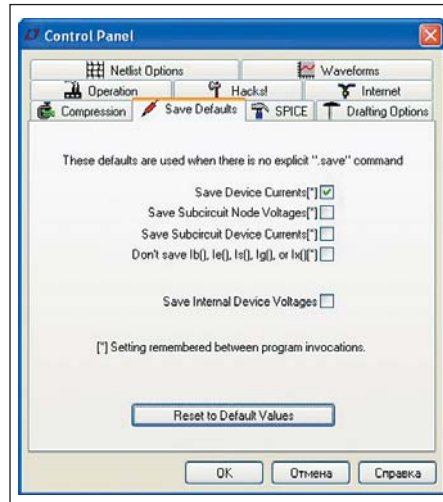 Control Panel
Netlist Options
Waveforms
Operation
Hacks!
Internet
Compression
Save Defaults
SPICE
Drafting Options
These defaults are used when there is no explicit ".save" command
Save Device Currents[*]
Save Subcircuit Node Voltages[*]
Save Subcircuit Device Currents[*]
Don't save Ib(), Ie(), Is(), Ig(), or Ix()[*]
Save Internal Device Voltages
[*] Setting remembered between program invocations.
Reset to Default Values
OK
Отмена
Справка